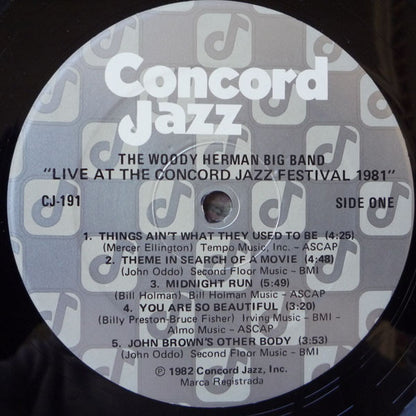 Concord
Jazz
THE WOODY HERMAN BIG BAND
"LIVE AT THE CONCORD JAZZ FESTIVAL 1981"
CJ-191 SIDE ONE
1. THINGS AIN'T WHAT THEY USED TO BE (4:25)
(Mercer Ellington) Tempo Music, Inc. – ASCAP
2. THEME IN SEARCH OF A MOVIE (4:48)
(John Oddo) Second Floor Music – BMI
3. MIDNIGHT RUN (5:49)
(Bill Holman) Bill Holman Music – ASCAP
4. YOU ARE SO BEAUTIFUL (3:20)
(Billy Preston-Bruce Fisher) Irving Music – BMI –
Almo Music – ASCAP
5. JOHN BROWN'S OTHER BODY (3:53)
(John Oddo) Second Floor Music – BMI
℗ 1982 Concord Jazz, Inc.
Marca Registrada